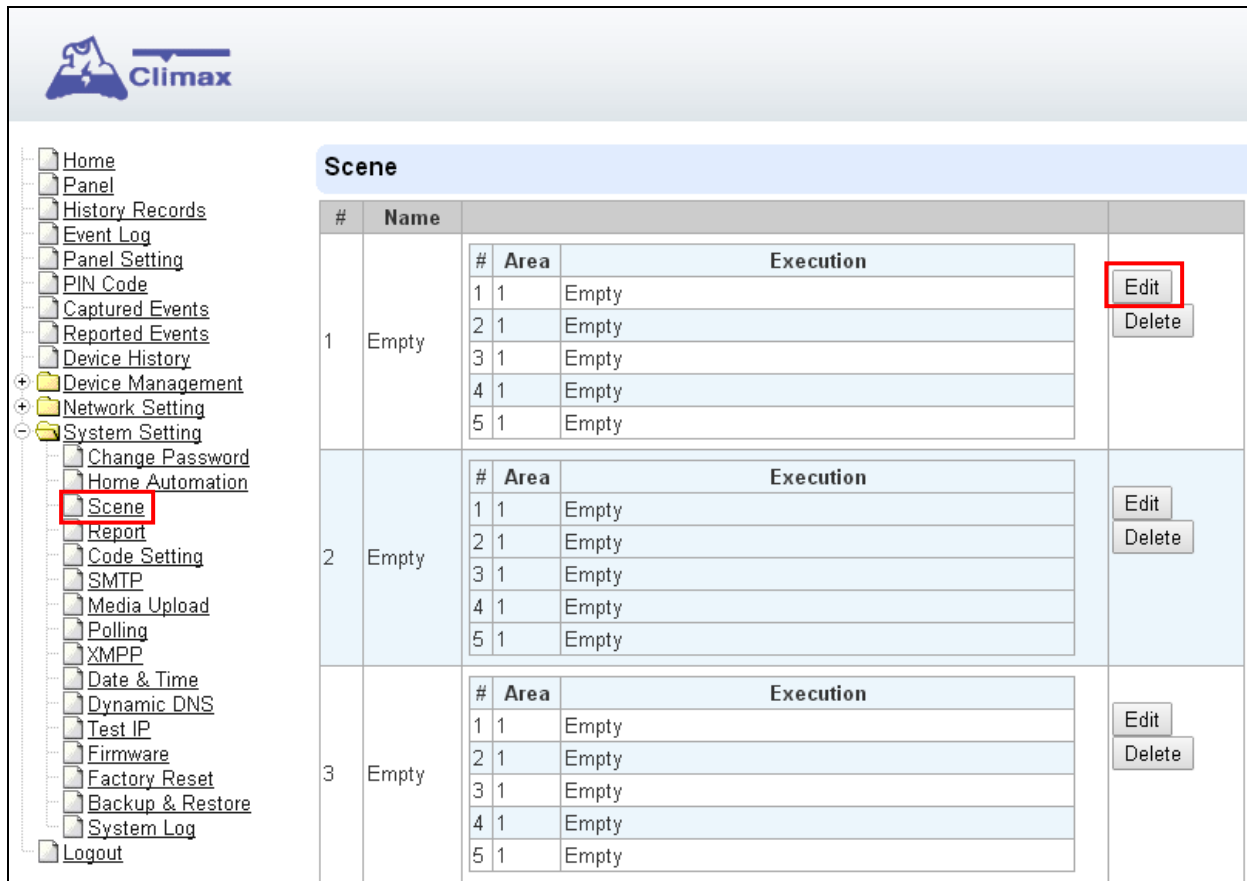 Climax
Home
Panel
History Records
Event Log
Panel Setting
PIN Code
Captured Events
Reported Events
Device History
Device Management
Network Setting
System Setting
Change Password
Home Automation
Scene
Report
Code Setting
SMTP
Media Upload
Polling
XMPP
Date & Time
Dynamic DNS
Test IP
Firmware
Factory Reset
Backup & Restore
System Log
Logout
Scene
# Name
1 Empty
# Area Execution
1 1 Empty
2 1 Empty
3 1 Empty
4 1 Empty
5 1 Empty
Edit
Delete
2 Empty
# Area Execution
1 1 Empty
2 1 Empty
3 1 Empty
4 1 Empty
5 1 Empty
Edit
Delete
3 Empty
# Area Execution
1 1 Empty
2 1 Empty
3 1 Empty
4 1 Empty
5 1 Empty
Edit
Delete